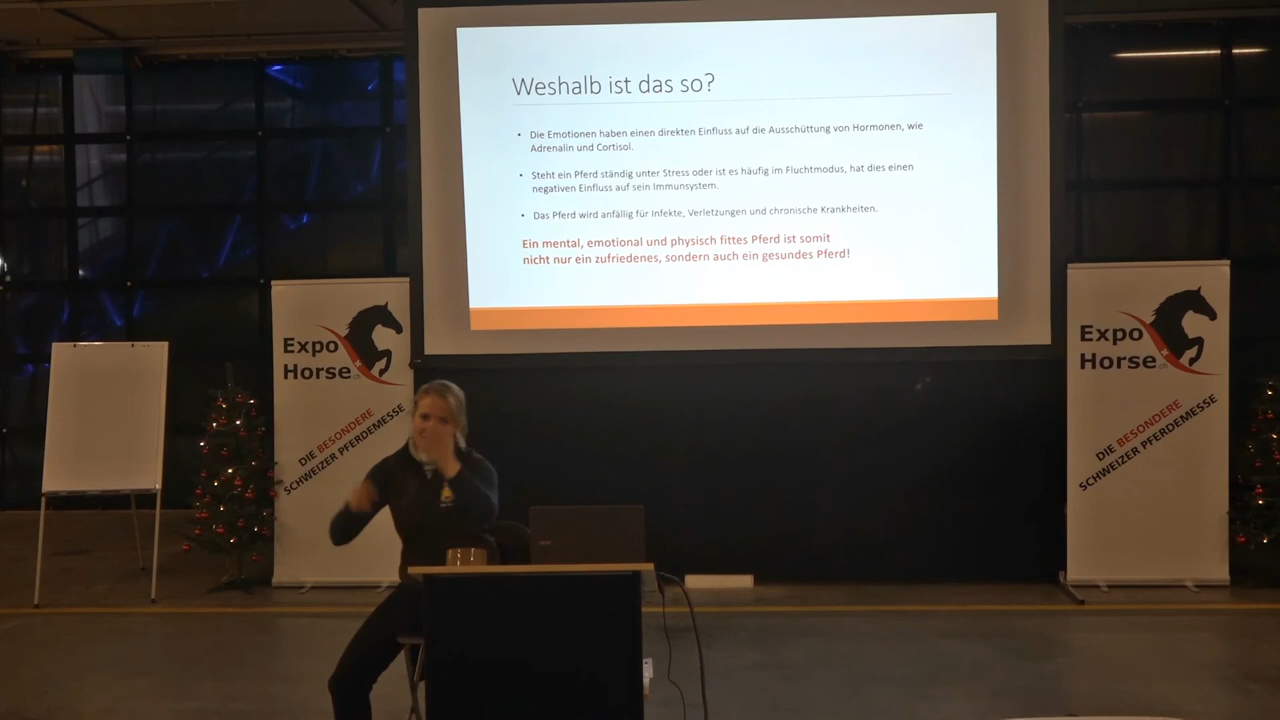 Weshalb ist das so?
• Die Emotionen haben einen direkten Einfluss auf die Ausschüttung von Hormonen, wie
Adrenalin und Cortisol.
• Steht ein Pferd ständig unter Stress oder ist es häufig im Fluchtmodus, hat dies einen
negativen Einfluss auf sein Immunsystem.
• Das Pferd wird anfällig für Infekte, Verletzungen und chronische Krankheiten.
Ein mental, emotional und physisch fittes Pferd ist somit
nicht nur ein zufriedenes, sondern auch ein gesundes Pferd!
Expo
Horse.ch
DIE BESONDERE
SCHWEIZER PFERDEMESSE
Expo
Horse.ch
DIE BESONDERE
SCHWEIZER PFERDEMESSE